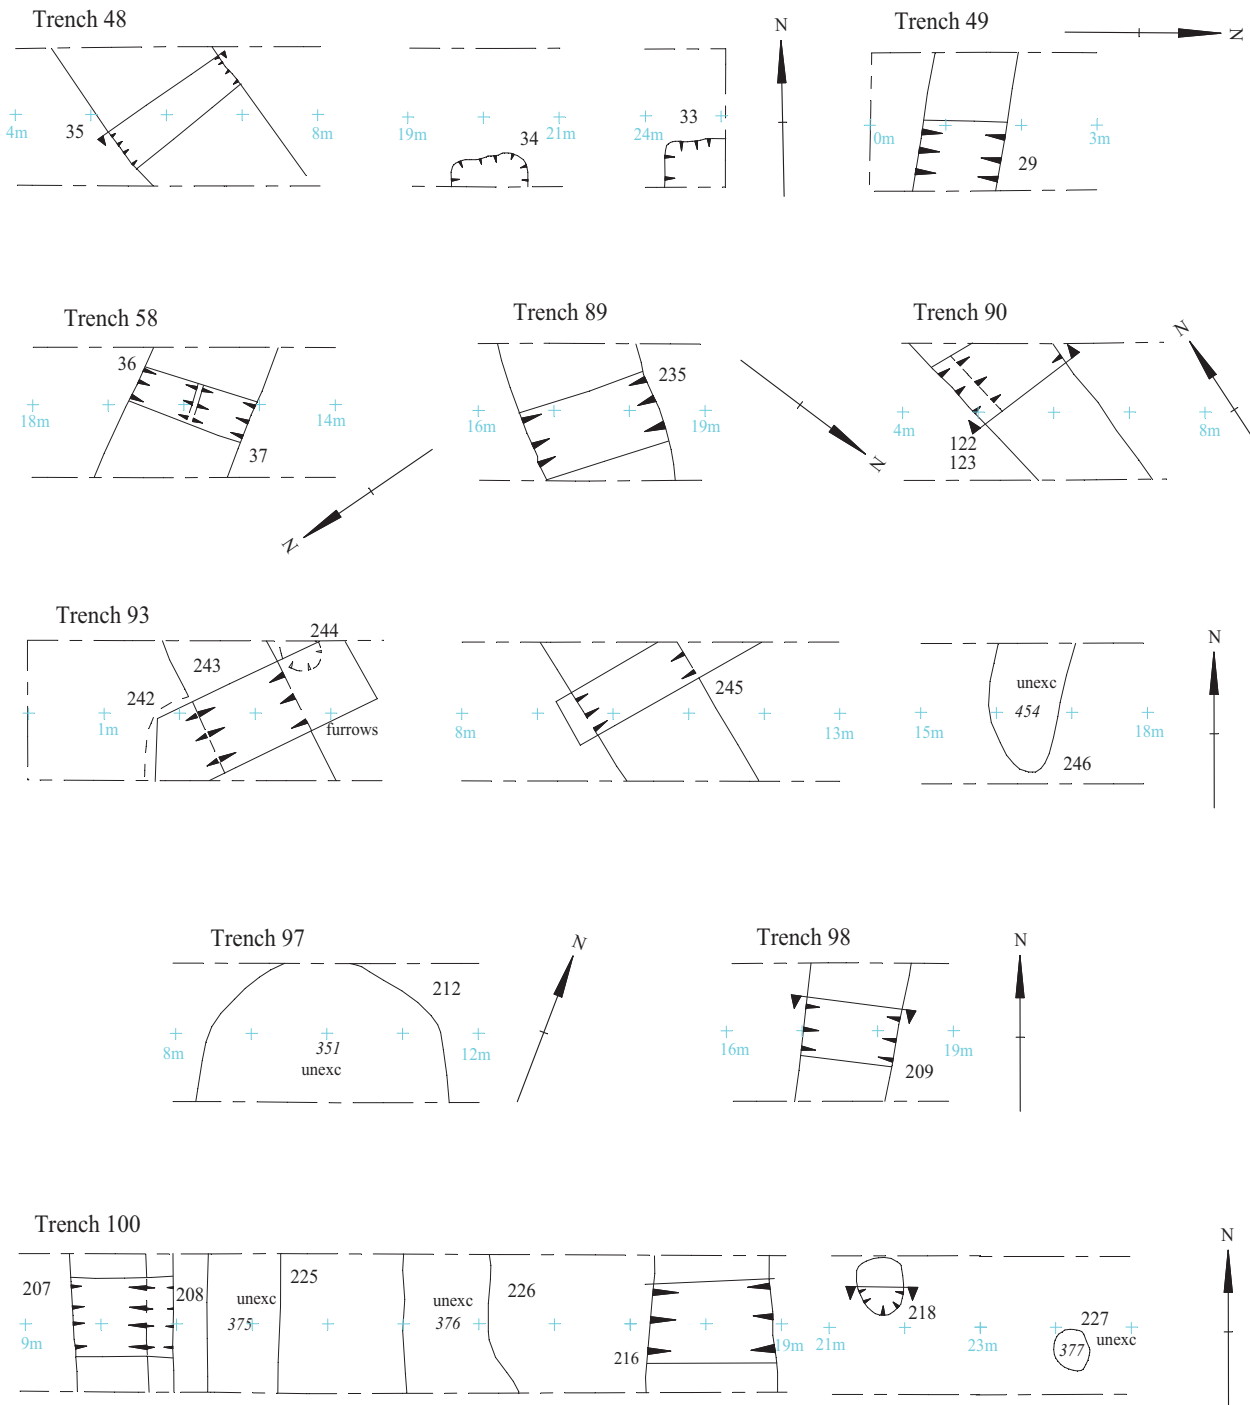 Trench 48
N
Trench 49
N
4m
35
8m
19m
34
21m
33
24m
0m
29
3m
Trench 58
36
18m
37
14m
N
Trench 89
235
16m
19m
N
Trench 90
N
4m
122
123
8m
Trench 93
244
243
242
1m
furrows
245
8m
13m
unexc
454
15m
18m
246
N
Trench 97
N
212
8m
351
unexc
12m
Trench 98
N
16m
19m
209
Trench 100
N
207
208
225
226
unexc
375
unexc
376
9m
216
19m
21m
218
23m
227
unexc
377